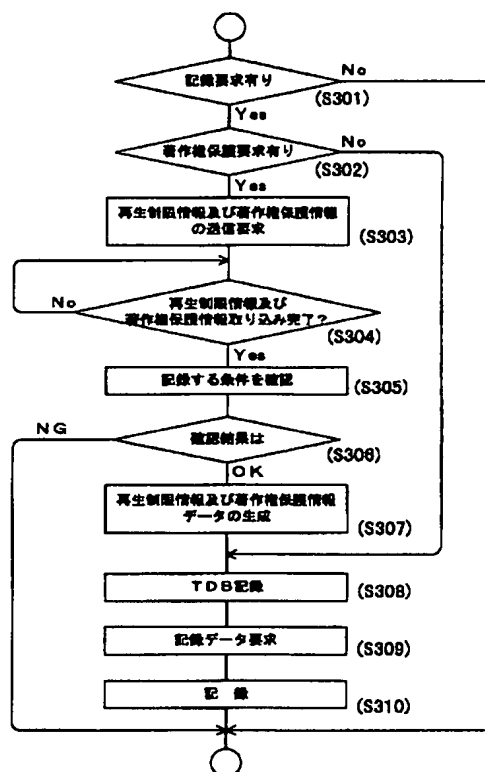 記録要求有り
No
(S301)
Yes
著作権保護要求有り
No
(S302)
Yes
再生制限情報及び著作権保護情報
の送信要求
(S303)
No
再生制限情報及び
著作権保護情報取り込み完了？
(S304)
Yes
記録する条件を確認
(S305)
NG
確認結果は
(S306)
OK
再生制限情報及び著作権保護情報
データの生成
(S307)
TDB記録
(S308)
記録データ要求
(S309)
記 録
(S310)